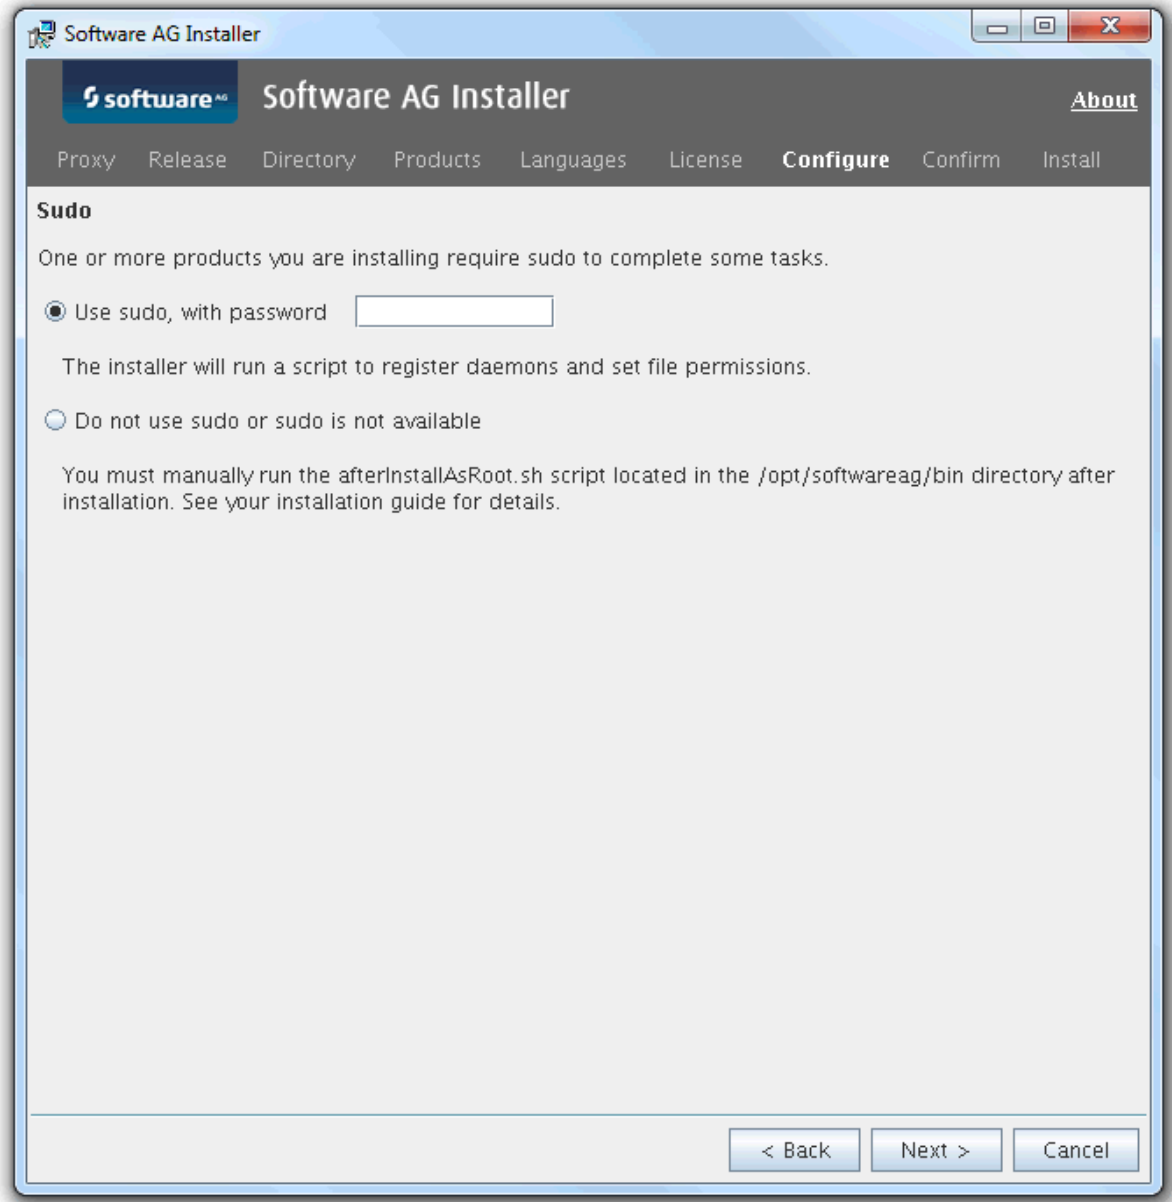 Software AG Installer
software AG Software AG Installer About
Proxy Release Directory Products Languages License Configure Confirm Install
Sudo
One or more products you are installing require sudo to complete some tasks.
Use sudo, with password
The installer will run a script to register daemons and set file permissions.
Do not use sudo or sudo is not available
You must manually run the afterInstallAsRoot.sh script located in the /opt/softwareag/bin directory after
installation. See your installation guide for details.
< Back Next > Cancel